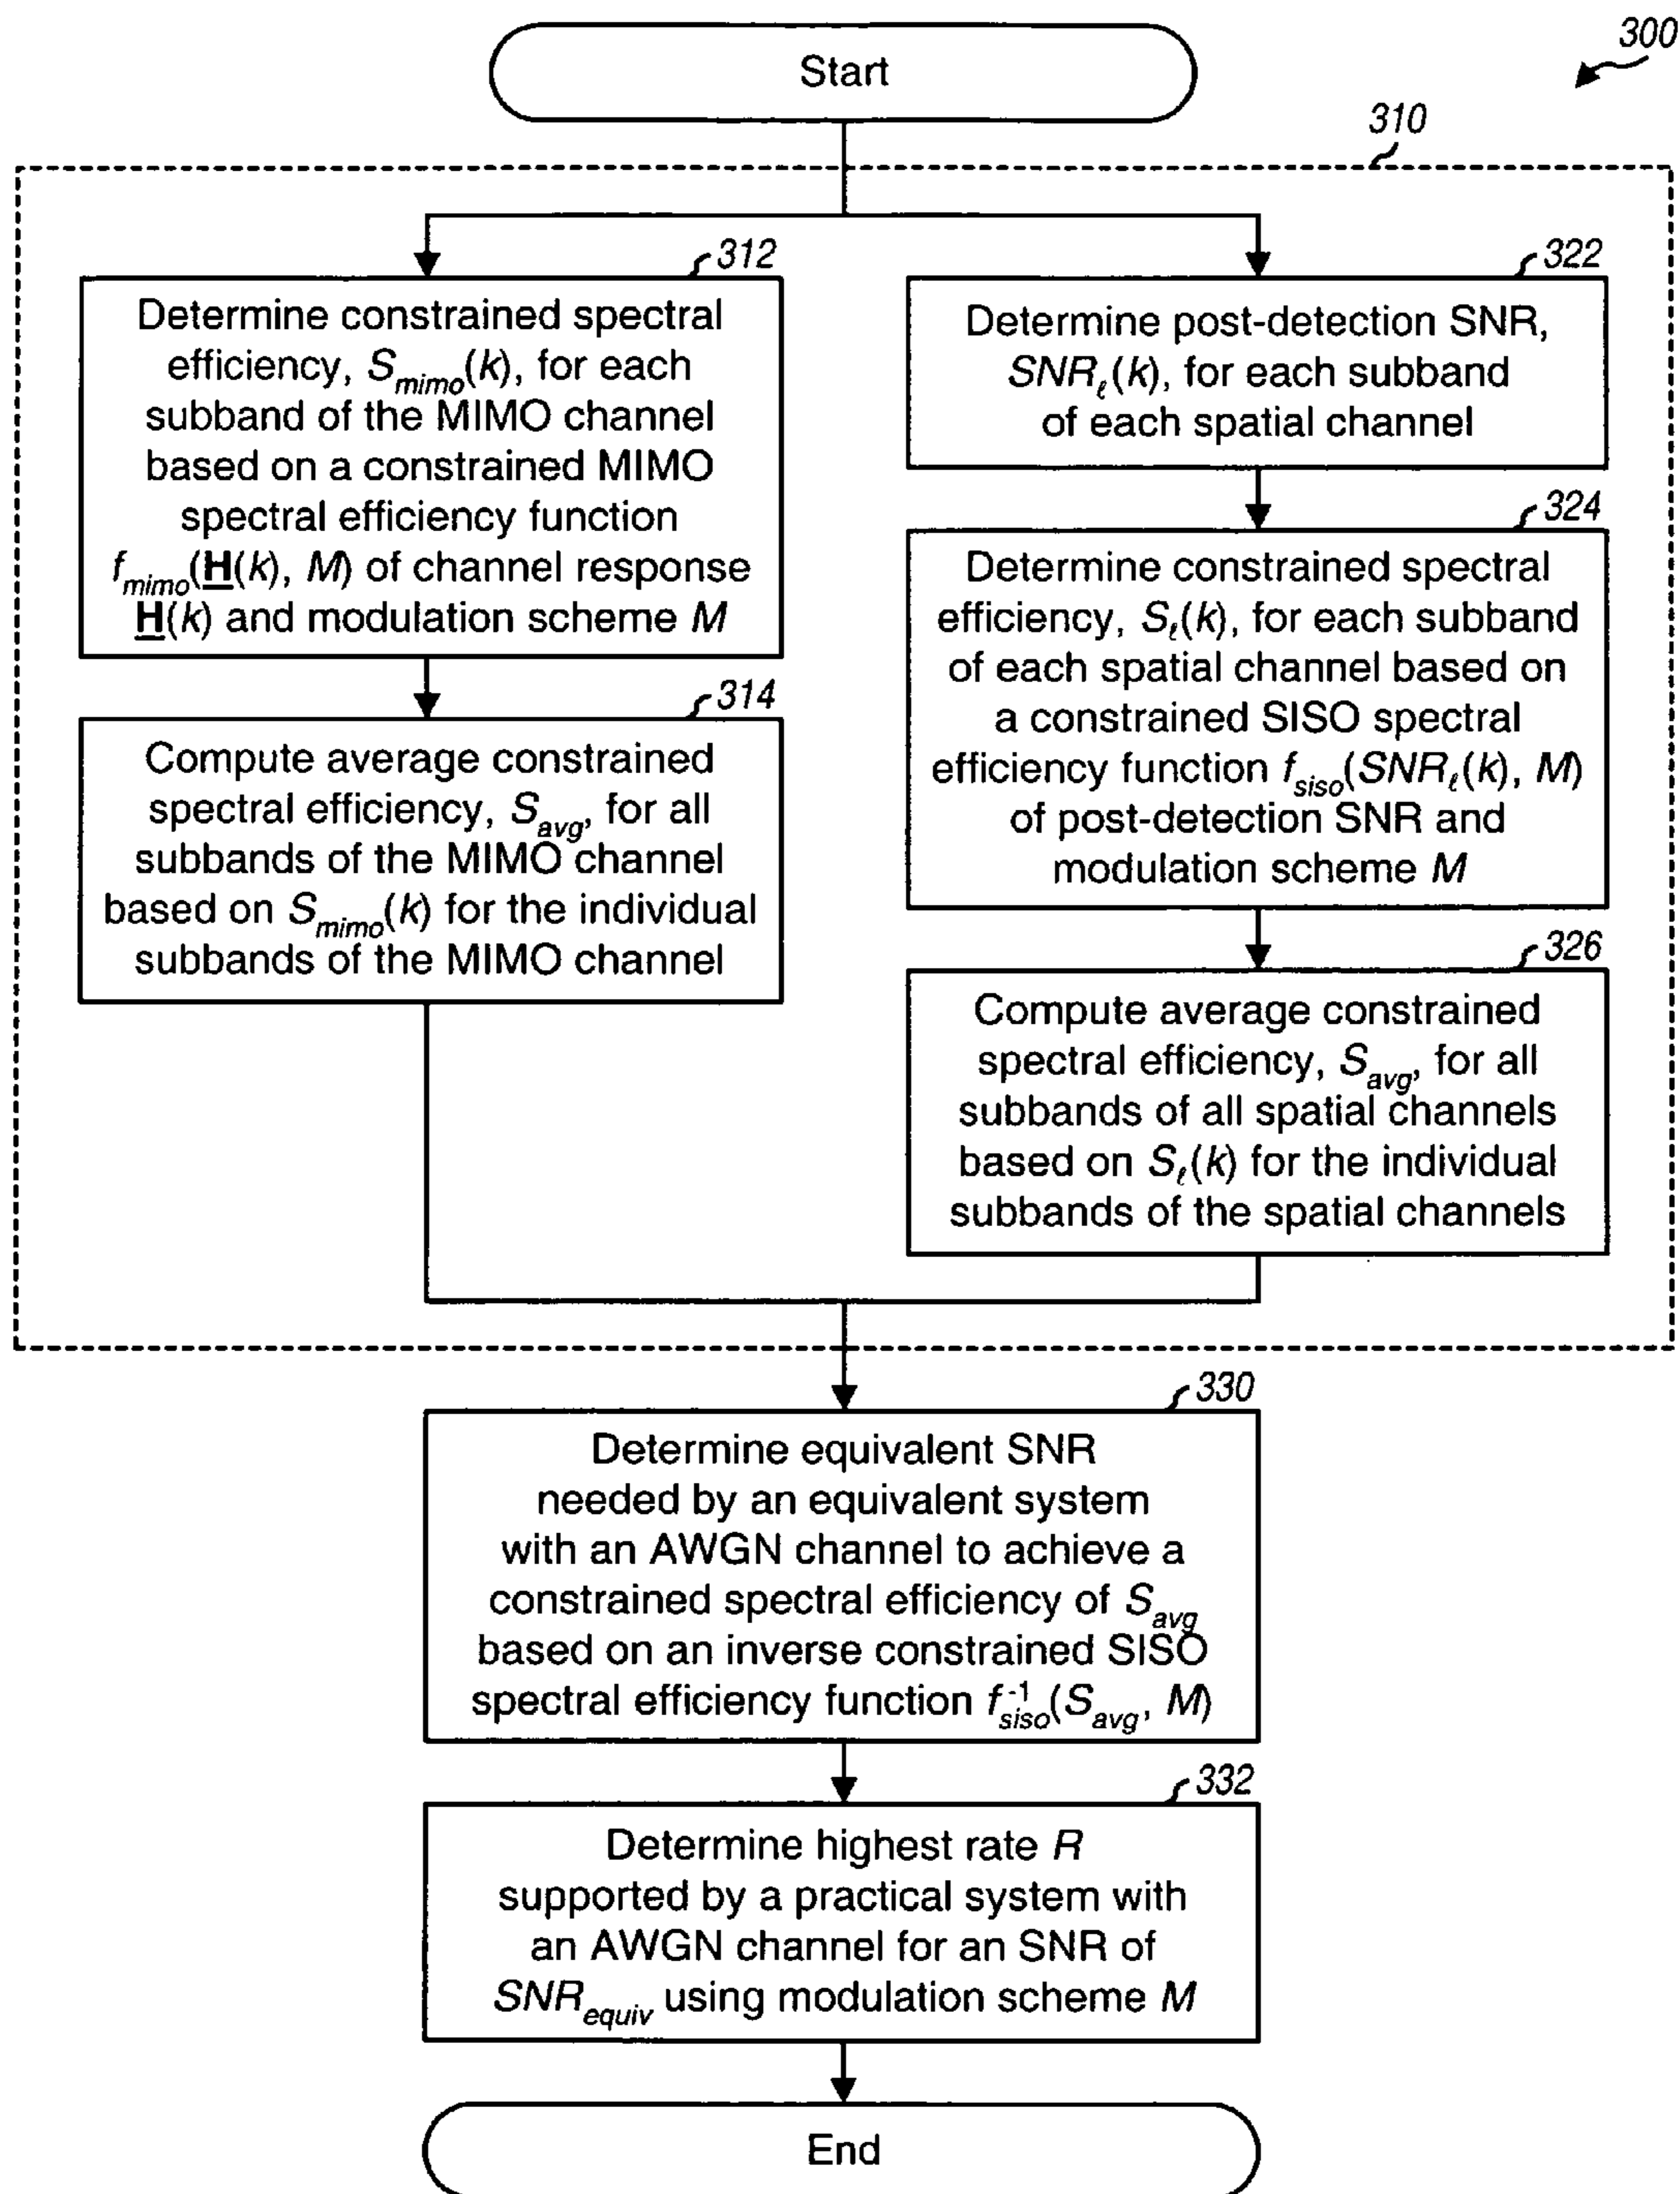 Start
300
310
312
Determine constrained spectral
efficiency, S_mimo(k), for each
subband of the MIMO channel
based on a constrained MIMO
spectral efficiency function
f_mimo(H(k), M) of channel response
H(k) and modulation scheme M
314
Compute average constrained
spectral efficiency, S_avg, for all
subbands of the MIMO channel
based on S_mimo(k) for the individual
subbands of the MIMO channel
322
Determine post-detection SNR,
SNR_ℓ(k), for each subband
of each spatial channel
324
Determine constrained spectral
efficiency, S_ℓ(k), for each subband
of each spatial channel based on
a constrained SISO spectral
efficiency function f_siso(SNR_ℓ(k), M)
of post-detection SNR and
modulation scheme M
326
Compute average constrained
spectral efficiency, S_avg, for all
subbands of all spatial channels
based on S_ℓ(k) for the individual
subbands of the spatial channels
330
Determine equivalent SNR
needed by an equivalent system
with an AWGN channel to achieve a
constrained spectral efficiency of S_avg
based on an inverse constrained SISO
spectral efficiency function f_siso^-1(S_avg, M)
332
Determine highest rate R
supported by a practical system with
an AWGN channel for an SNR of
SNR_equiv using modulation scheme M
End